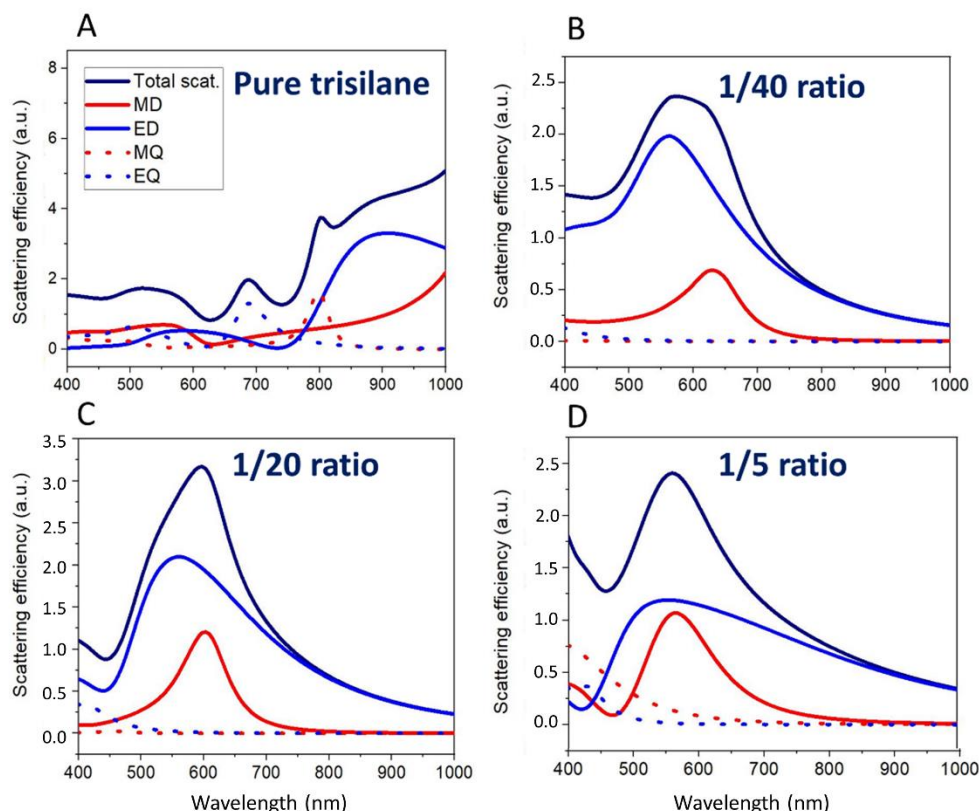 A
Pure trisilane
Total scat.
MD
ED
MQ
EQ
Scattering efficiency (a.u.)
8
6
4
2
0
400 500 600 700 800 900 1000
B
1/40 ratio
Scattering efficiency (a.u.)
2.5
2.0
1.5
1.0
0.5
0.0
400 500 600 700 800 900 1000
C
1/20 ratio
Scattering efficiency (a.u.)
3.5
3.0
2.5
2.0
1.5
1.0
0.5
0.0
400 500 600 700 800 900 1000
Wavelength (nm)
D
1/5 ratio
Scattering efficiency (a.u.)
2.5
2.0
1.5
1.0
0.5
0.0
400 500 600 700 800 900 1000
Wavelength (nm)